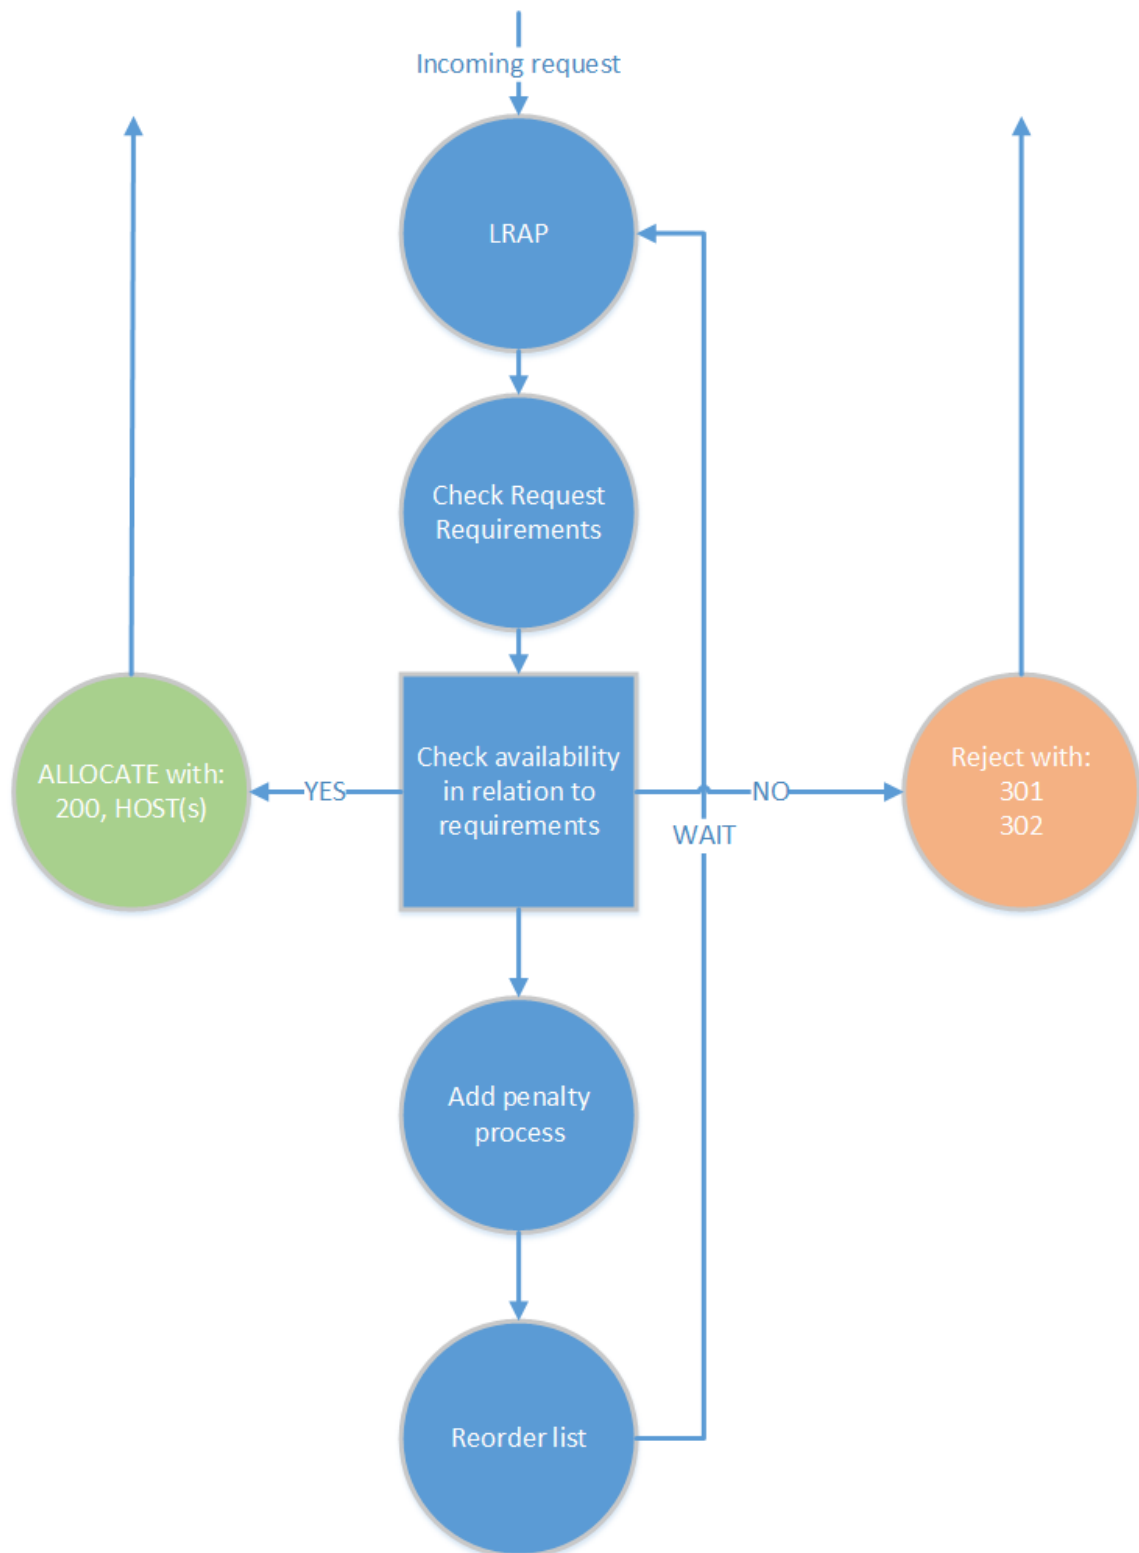 Incoming request
LRAP
Check Request
Requirements
ALLOCATE with:
200, HOST(s)
YES
Check availability
in relation to
requirements
NO
WAIT
Reject with:
301
302
Add penalty
process
Reorder list